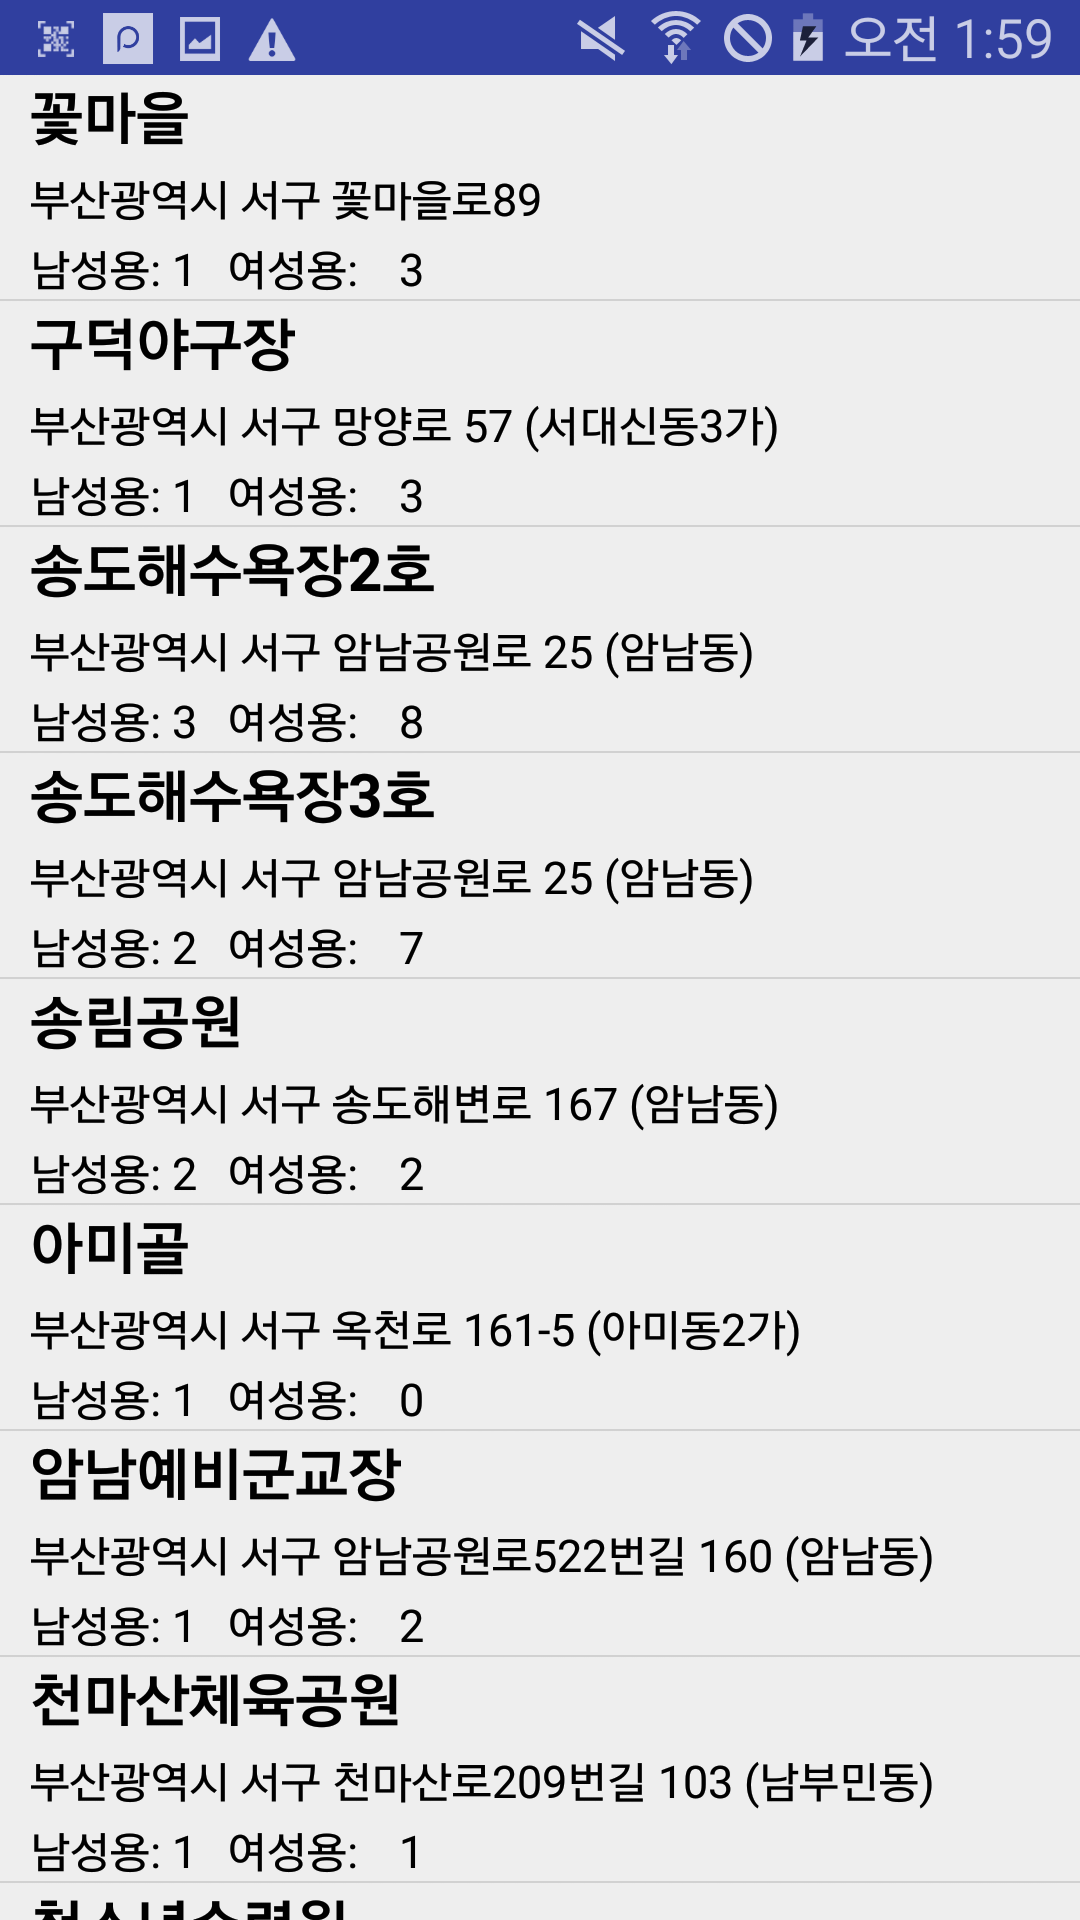 오전 1:59
꽃마을
부산광역시 서구 꽃마을로89
남성용: 1 여성용: 3
구덕야구장
부산광역시 서구 망양로 57 (서대신동3가)
남성용: 1 여성용: 3
송도해수욕장2호
부산광역시 서구 암남공원로 25 (암남동)
남성용: 3 여성용: 8
송도해수욕장3호
부산광역시 서구 암남공원로 25 (암남동)
남성용: 2 여성용: 7
송림공원
부산광역시 서구 송도해변로 167 (암남동)
남성용: 2 여성용: 2
아미골
부산광역시 서구 옥천로 161-5 (아미동2가)
남성용: 1 여성용: 0
암남예비군교장
부산광역시 서구 암남공원로522번길 160 (암남동)
남성용: 1 여성용: 2
천마산체육공원
부산광역시 서구 천마산로209번길 103 (남부민동)
남성용: 1 여성용: 1